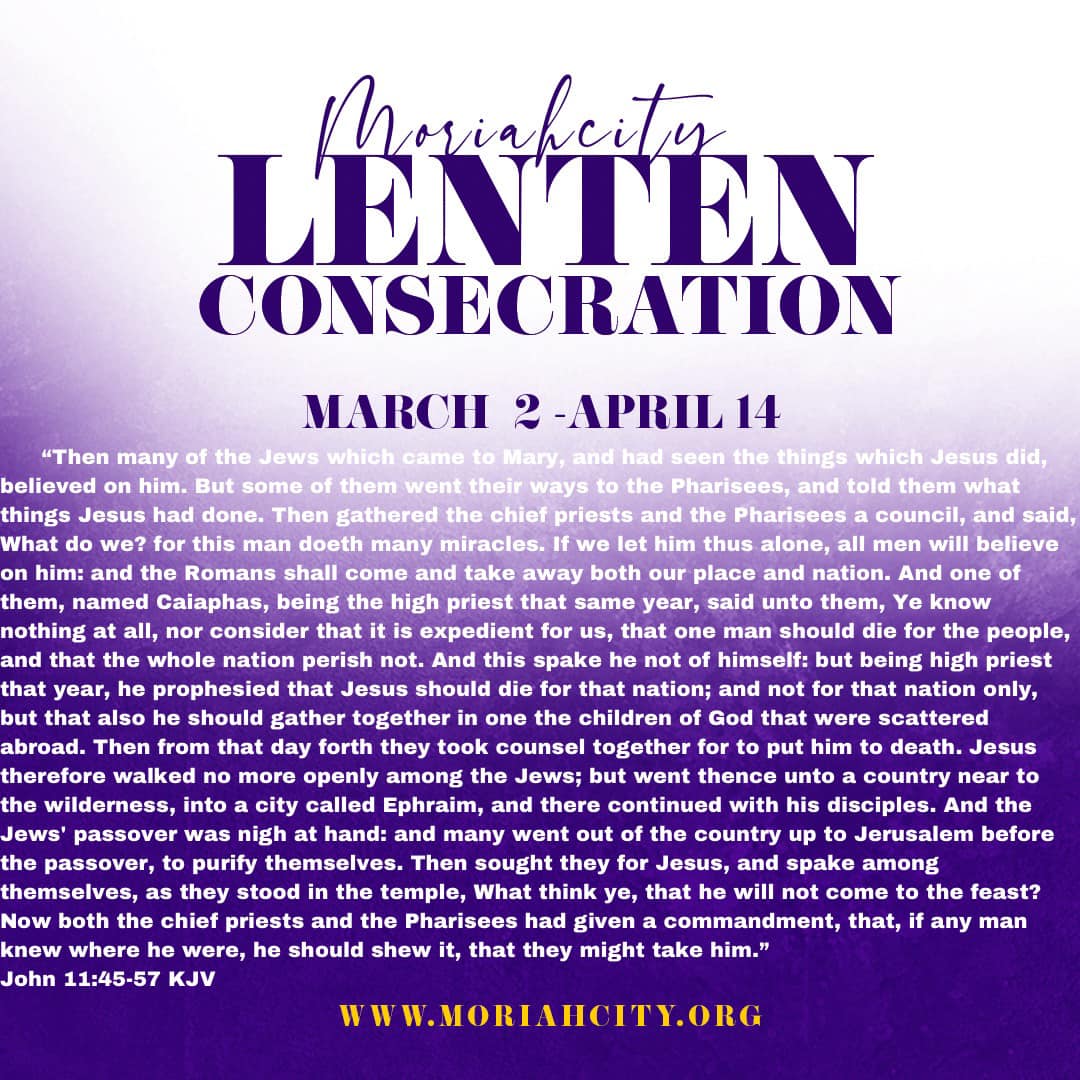 Moriahcity
LENTEN
CONSECRATION
MARCH 2 -APRIL 14
“Then many of the Jews which came to Mary, and had seen the things which Jesus did,
believed on him. But some of them went their ways to the Pharisees, and told them what
things Jesus had done. Then gathered the chief priests and the Pharisees a council, and said,
What do we? for this man doeth many miracles. If we let him thus alone, all men will believe
on him: and the Romans shall come and take away both our place and nation. And one of
them, named Caiaphas, being the high priest that same year, said unto them, Ye know
nothing at all, nor consider that it is expedient for us, that one man should die for the people,
and that the whole nation perish not. And this spake he not of himself: but being high priest
that year, he prophesied that Jesus should die for that nation; and not for that nation only,
but that also he should gather together in one the children of God that were scattered
abroad. Then from that day forth they took counsel together for to put him to death. Jesus
therefore walked no more openly among the Jews; but went thence unto a country near to
the wilderness, into a city called Ephraim, and there continued with his disciples. And the
Jews' passover was nigh at hand: and many went out of the country up to Jerusalem before
the passover, to purify themselves. Then sought they for Jesus, and spake among
themselves, as they stood in the temple, What think ye, that he will not come to the feast?
Now both the chief priests and the Pharisees had given a commandment, that, if any man
knew where he were, he should shew it, that they might take him.”
John 11:45-57 KJV
WWW.MORIAHCITY.ORG